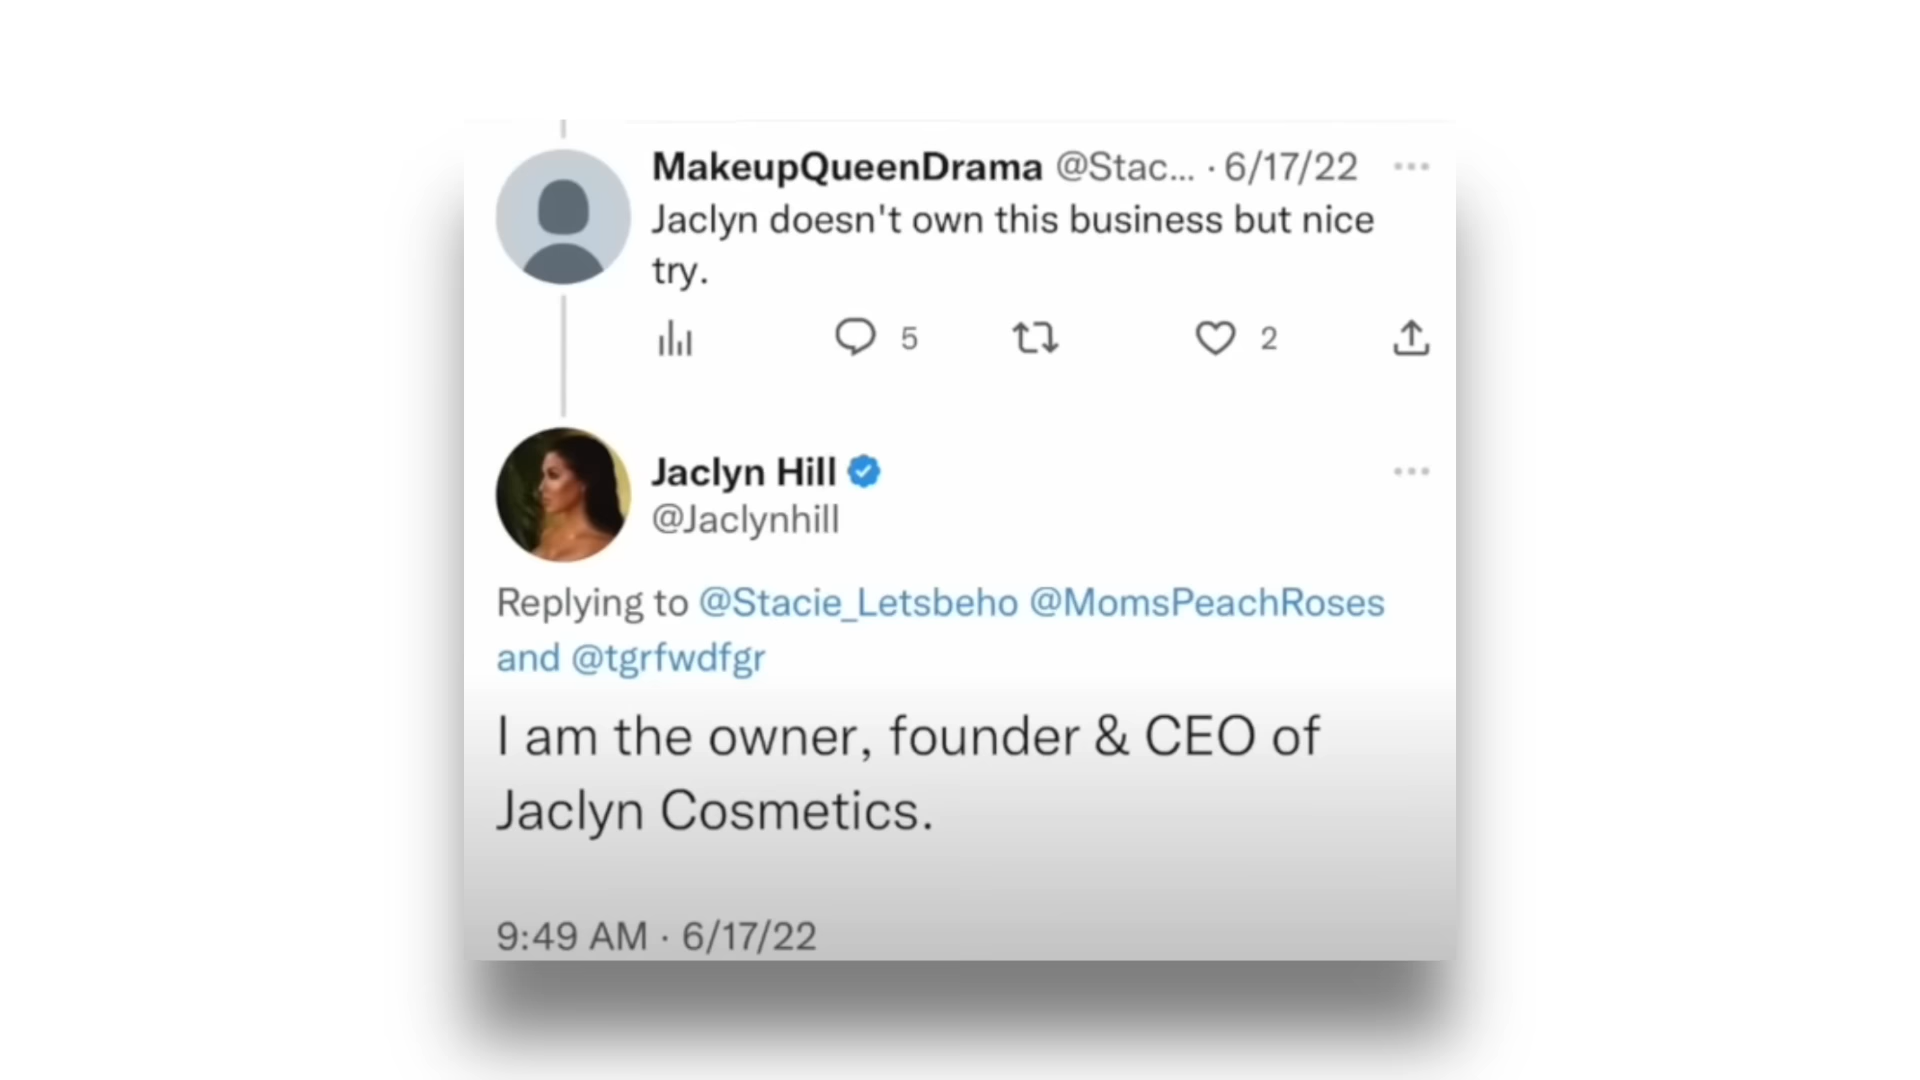 MakeupQueenDrama @Stac... · 6/17/22
Jaclyn doesn't own this business but nice
try.
5 2
Jaclyn Hill
@Jaclynhill
Replying to @Stacie_Letsbeho @MomsPeachRoses
and @tgrfwdfgr
I am the owner, founder & CEO of
Jaclyn Cosmetics.
9:49 AM · 6/17/22